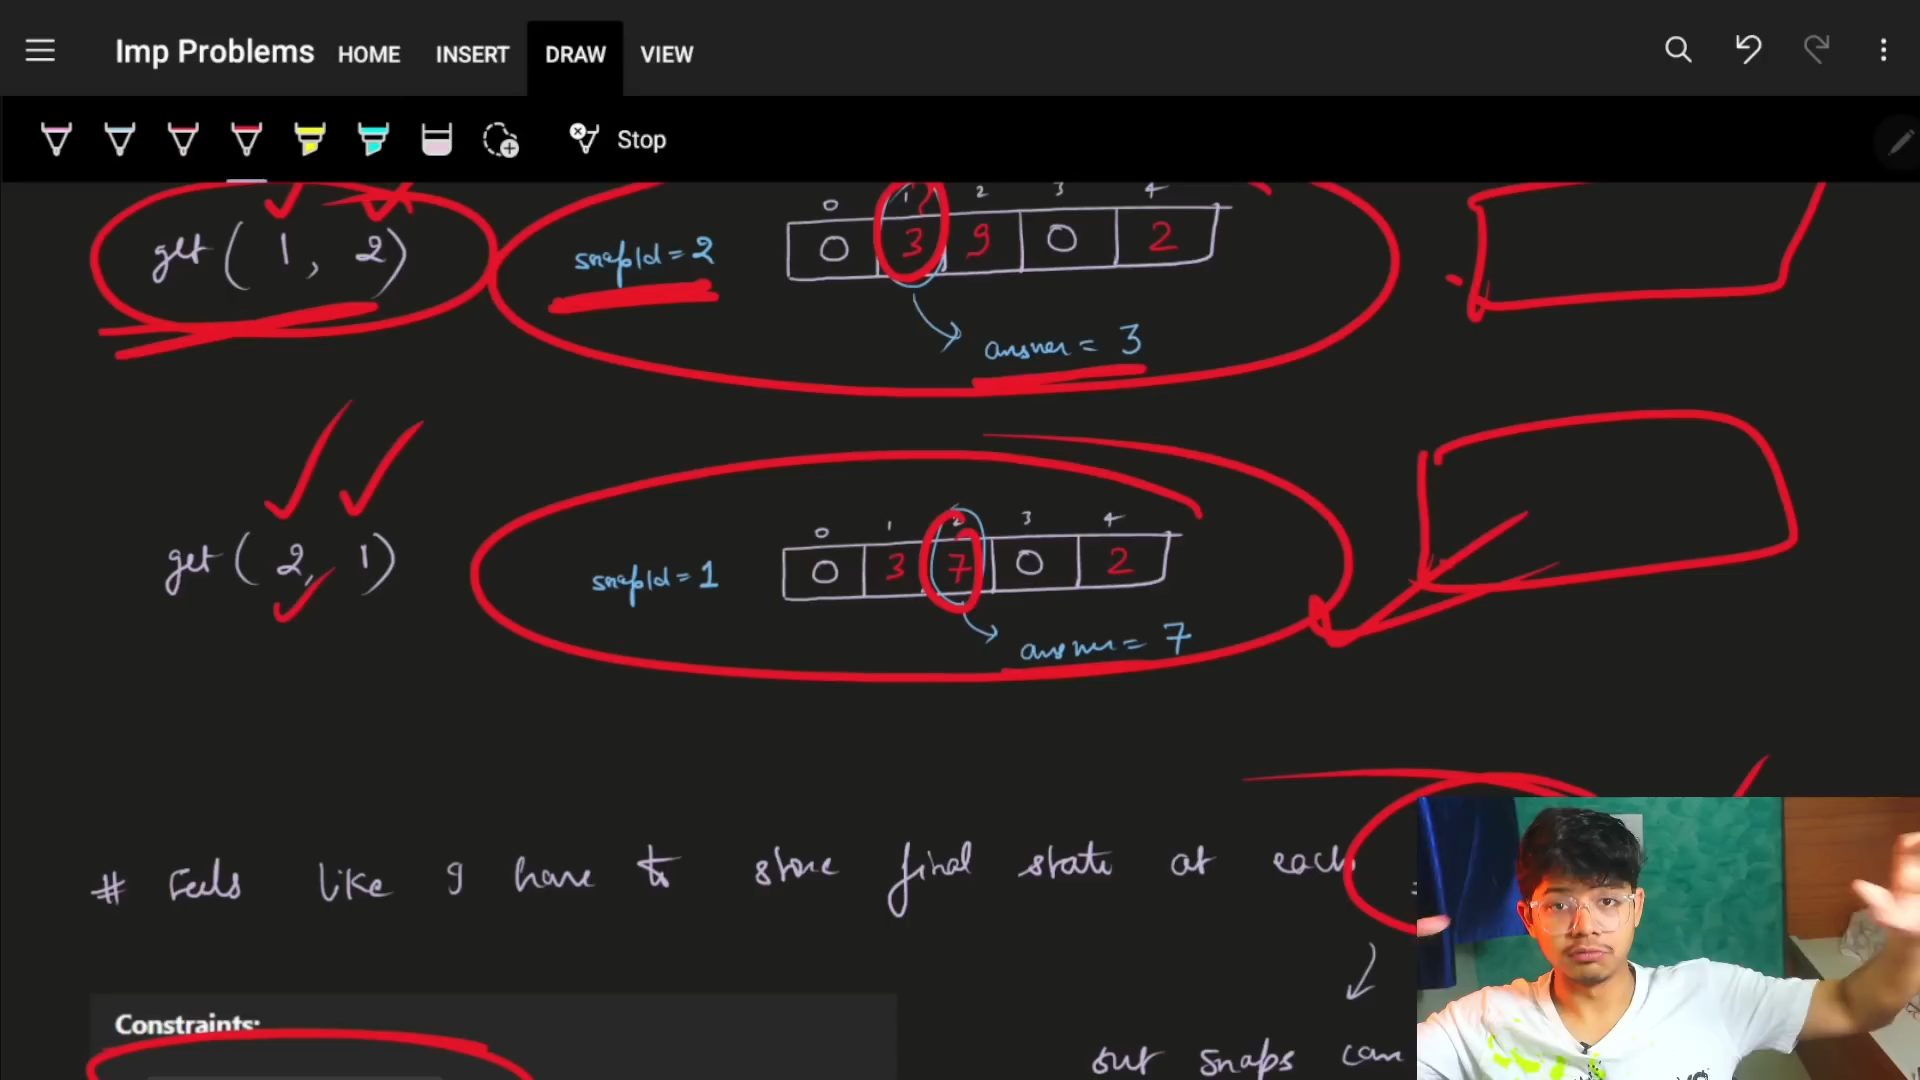 Imp Problems HOME INSERT DRAW VIEW
Stop
0 1 2 3 4
get ( 1, 2) snapId = 2 0 3 9 0 2
answer = 3
0 1 2 3 4
get ( 2, 1) snapId = 1 0 3 7 0 2
answer = 7
# Feels like I have to store final state at each
Constraints:
our snaps can